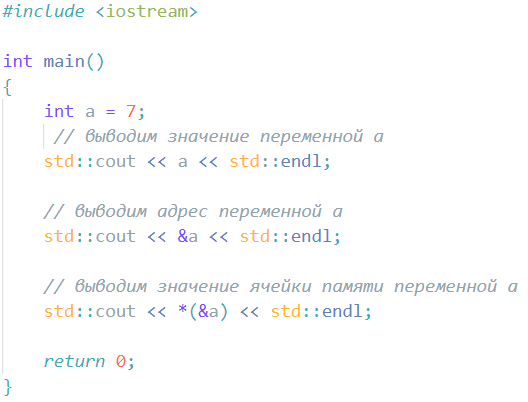 #include <iostream>
int main()
{
int a = 7;
// выводим значение переменной a
std::cout << a << std::endl;
// выводим адрес переменной a
std::cout << &a << std::endl;
// выводим значение ячейки памяти переменной a
std::cout << *(&a) << std::endl;
return 0;
}